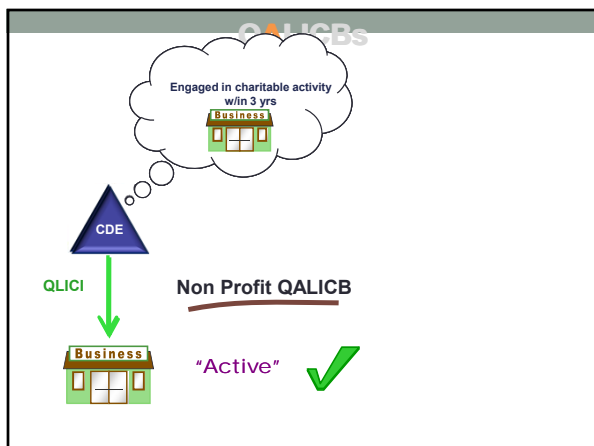 QALICBs
Engaged in charitable activity
w/in 3 yrs
Business
CDE
QLICI
Non Profit QALICB
Business
“Active”